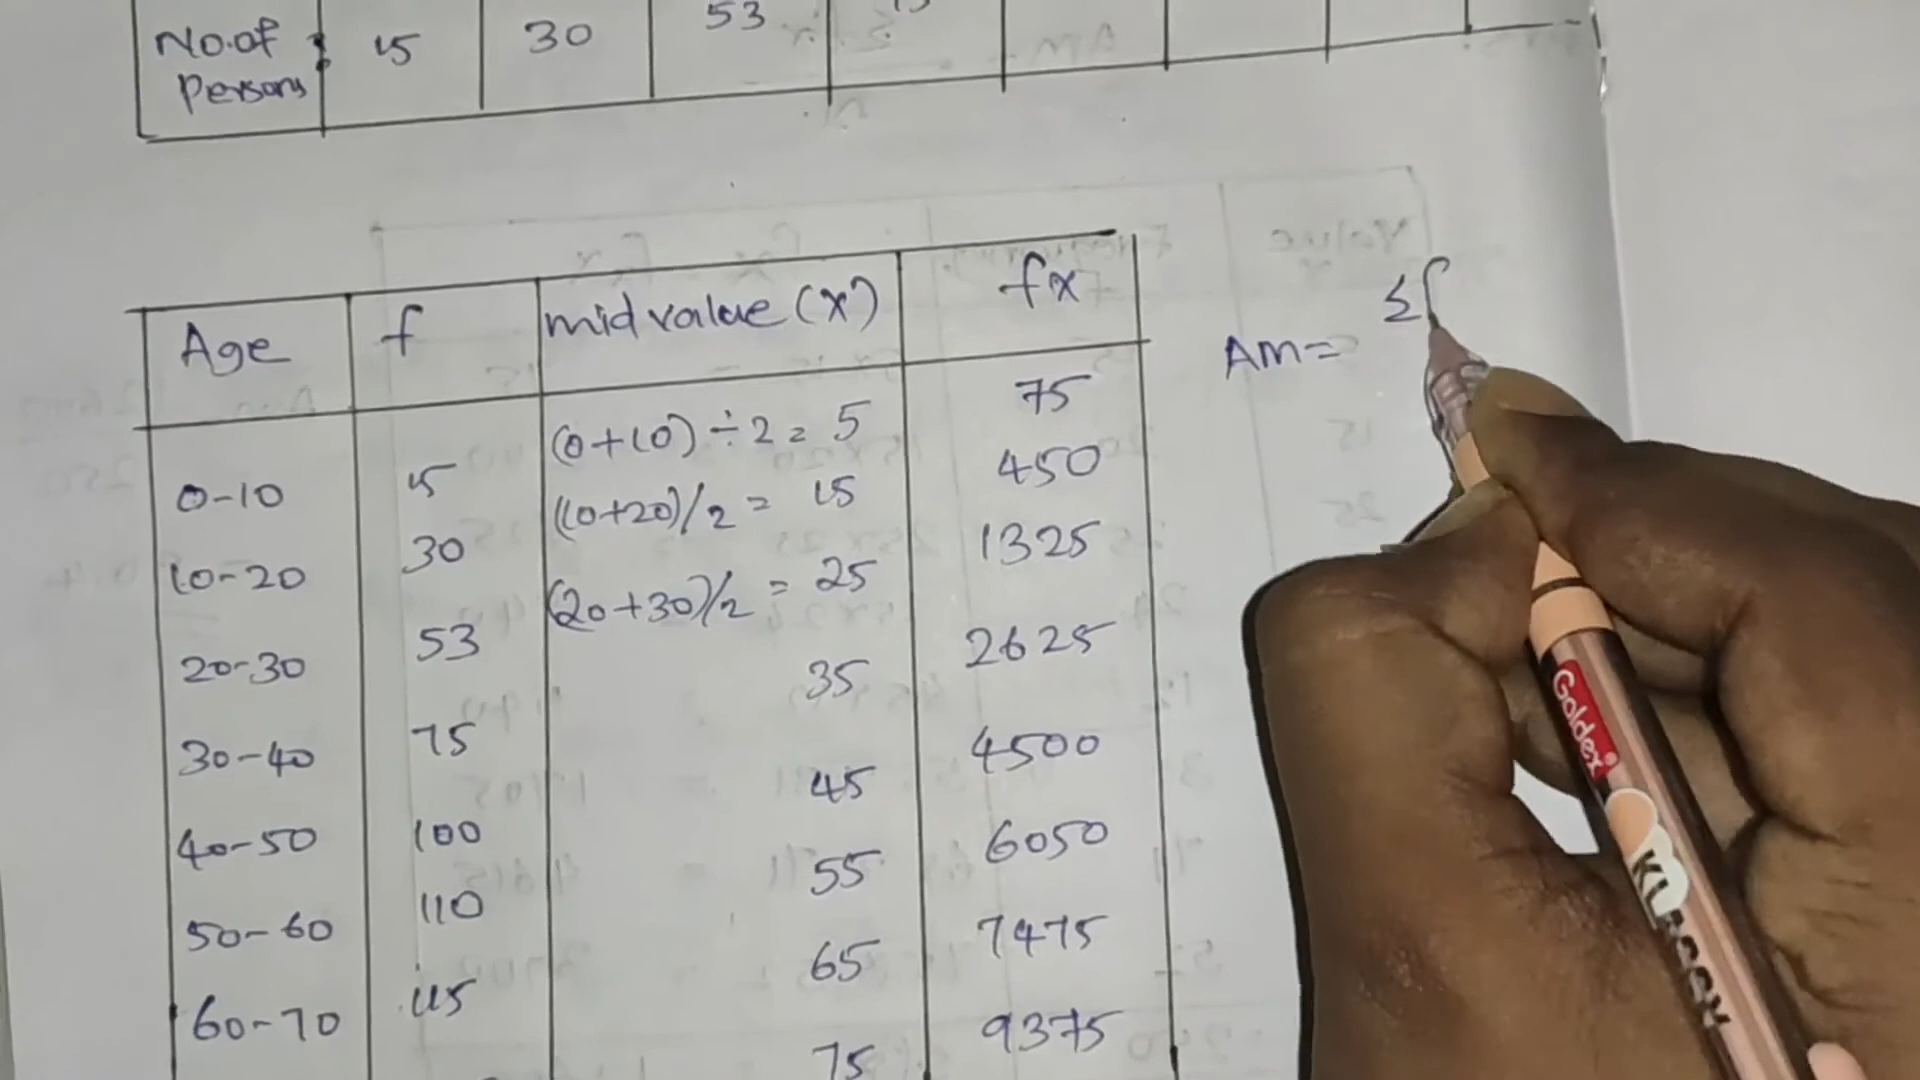 No. of Persons : 15 30 53
Age f mid value (x) fx
0-10 15 (0+10) ÷ 2 = 5 75
10-20 30 (10+20)/2 = 15 450
20-30 53 (20+30)/2 = 25 1325
30-40 75 35 2625
40-50 100 45 4500
50-60 110 55 6050
60-70 115 65 7475
75 9375
AM = Σf
Goldex
KLASSY